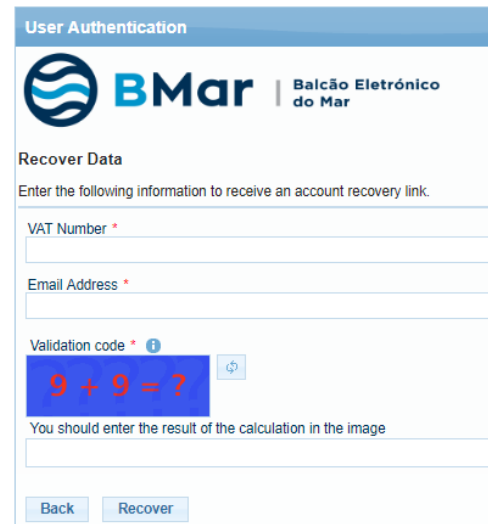 User Authentication
BMar | Balcão Eletrónico
do Mar
Recover Data
Enter the following information to receive an account recovery link.
VAT Number *
Email Address *
Validation code *
9 + 9 = ?
You should enter the result of the calculation in the image
Back Recover